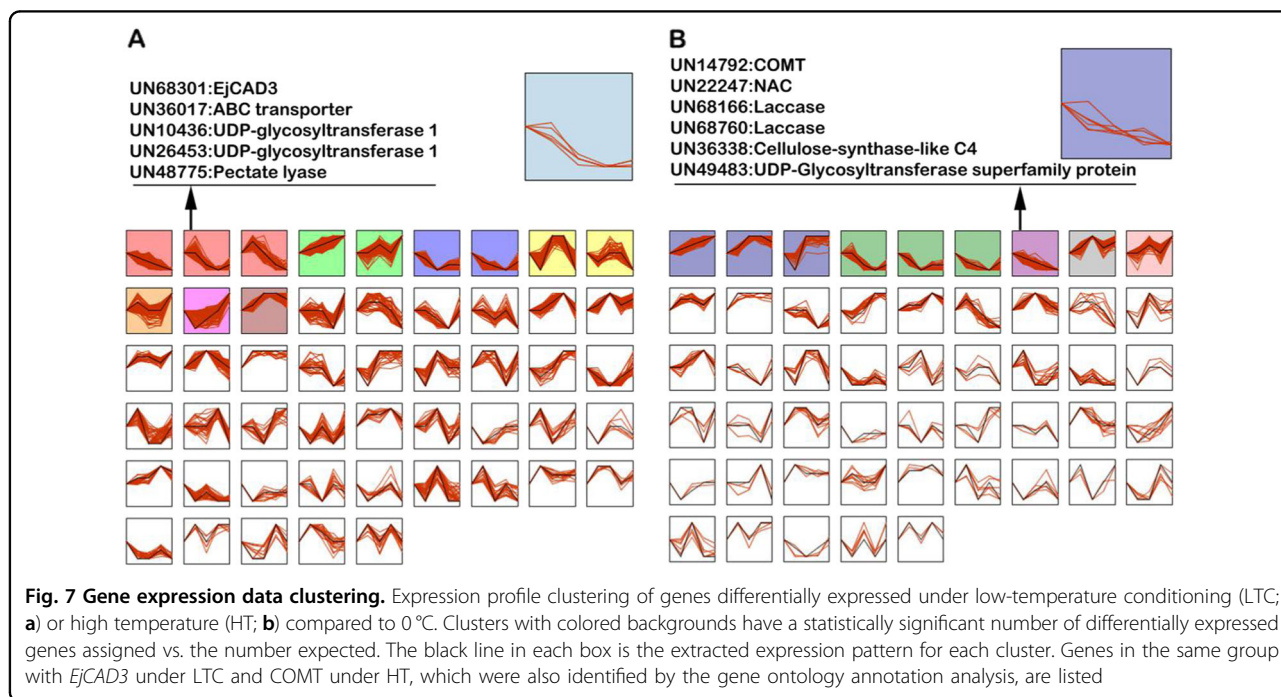 A
UN68301:EjCAD3
UN36017:ABC transporter
UN10436:UDP-glycosyltransferase 1
UN26453:UDP-glycosyltransferase 1
UN48775:Pectate lyase
B
UN14792:COMT
UN22247:NAC
UN68166:Laccase
UN68760:Laccase
UN36338:Cellulose-synthase-like C4
UN49483:UDP-Glycosyltransferase superfamily protein
Fig. 7 Gene expression data clustering. Expression profile clustering of genes differentially expressed under low-temperature conditioning (LTC;
a) or high temperature (HT; b) compared to 0 °C. Clusters with colored backgrounds have a statistically significant number of differentially expressed
genes assigned vs. the number expected. The black line in each box is the extracted expression pattern for each cluster. Genes in the same group
with EjCAD3 under LTC and COMT under HT, which were also identified by the gene ontology annotation analysis, are listed